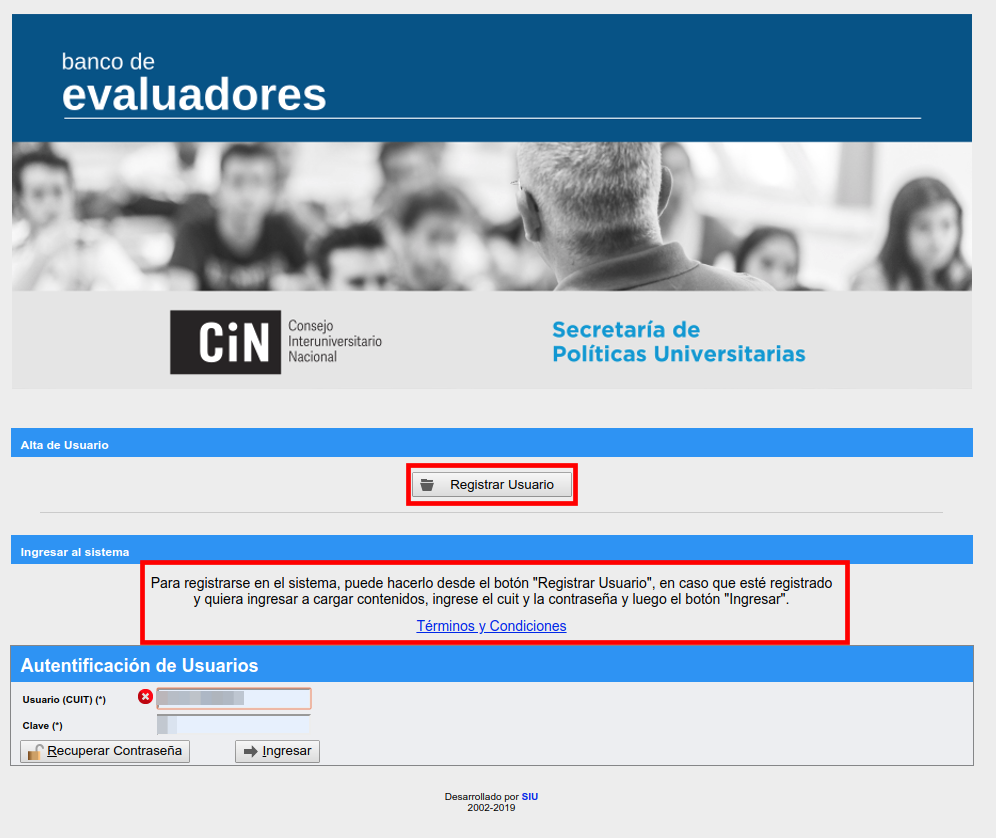 banco de
evaluadores
CiN
Consejo
Interuniversitario
Nacional
Secretaría de
Políticas Universitarias
Alta de Usuario
Registrar Usuario
Ingresar al sistema
Para registrarse en el sistema, puede hacerlo desde el botón "Registrar Usuario", en caso que esté registrado
y quiera ingresar a cargar contenidos, ingrese el cuit y la contraseña y luego el botón "Ingresar".
Términos y Condiciones
Autentificación de Usuarios
Usuario (CUIT) (*)
Clave (*)
Recuperar Contraseña
Ingresar
Desarrollado por SIU
2002-2019